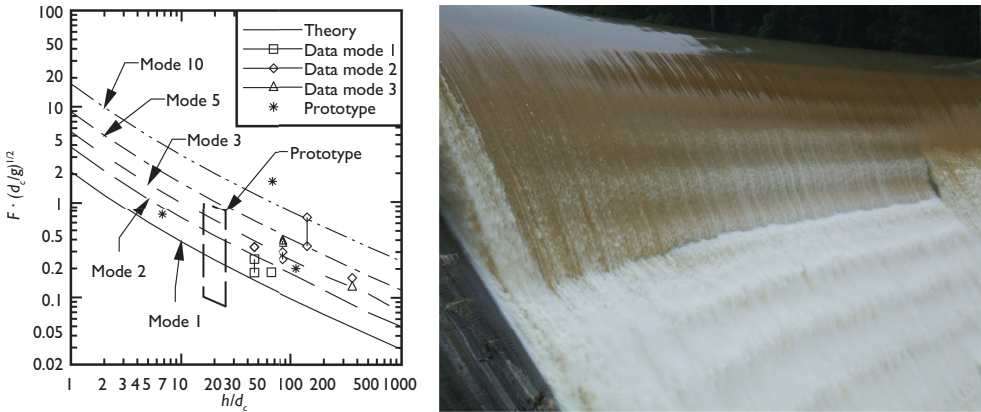 100
50
20
10
5
2
1
0.5
0.2
0.1
0.05
0.02
F · (d_c/g)^1/2
Theory
Data mode 1
Data mode 2
Data mode 3
Prototype
Mode 10
Mode 5
Mode 3
Prototype
Mode 2
Mode 1
1 2 3 4 5 7 10 20 30 50 100 200 500 1000
h/d_c